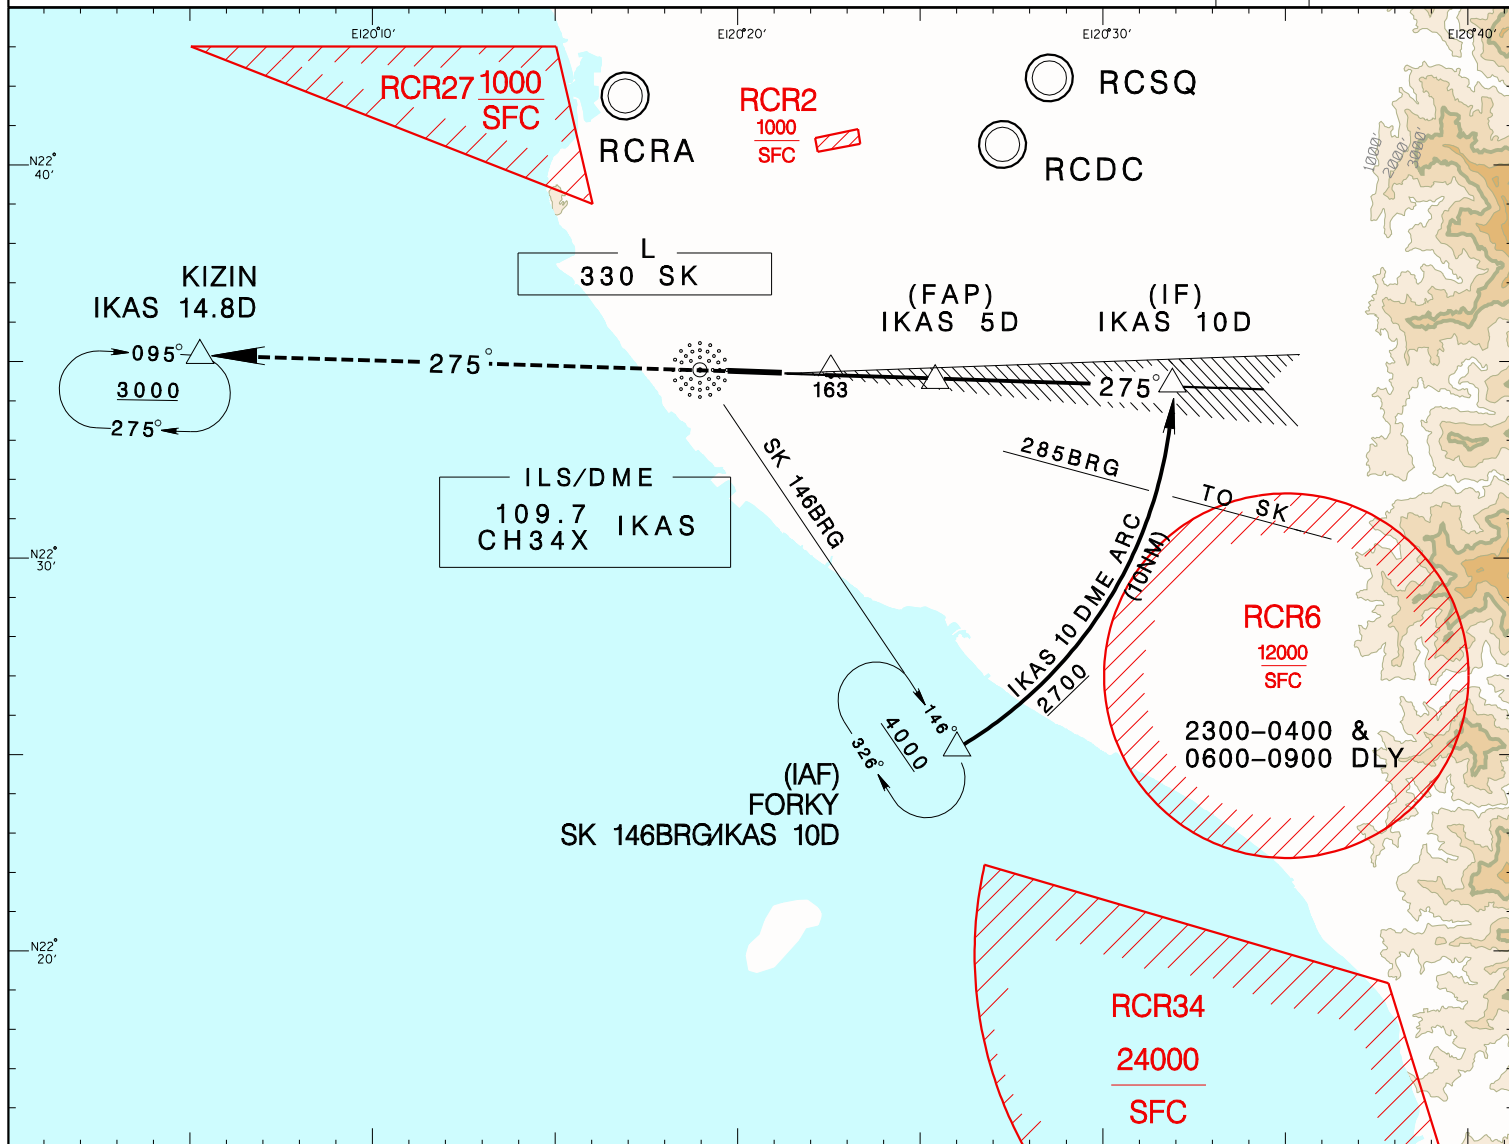 E120°10'
E120°20'
E120°30'
E120°40'
RCR27 1000
SFC
RCRA
RCR2
1000
SFC
RCSQ
RCDC
1000'
2000'
3000'
N22°
40'
KIZIN
IKAS 14.8D
L
330 SK
(FAP)
IKAS 5D
(IF)
IKAS 10D
095°
3000
275°
275°
163
275°
285BRG
TO SK
SK 146BRG
ILS/DME
109.7
CH34X
IKAS
N22°
30'
IKAS 10 DME ARC
(10NM)
2700
RCR6
12000
SFC
2300-0400 &
0600-0900 DLY
146°
4000
326°
(IAF)
FORKY
SK 146BRG/IKAS 10D
N22°
20'
RCR34
24000
SFC